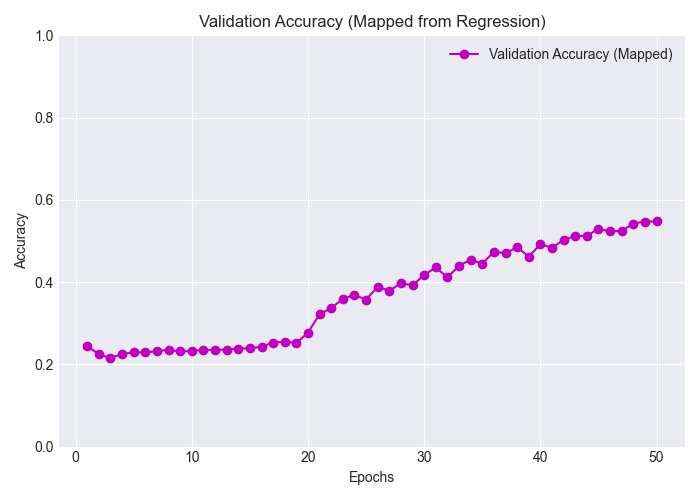 Validation Accuracy (Mapped from Regression)
Validation Accuracy (Mapped)
1.0
0.8
0.6
0.4
0.2
0.0
Accuracy
0 10 20 30 40 50
Epochs